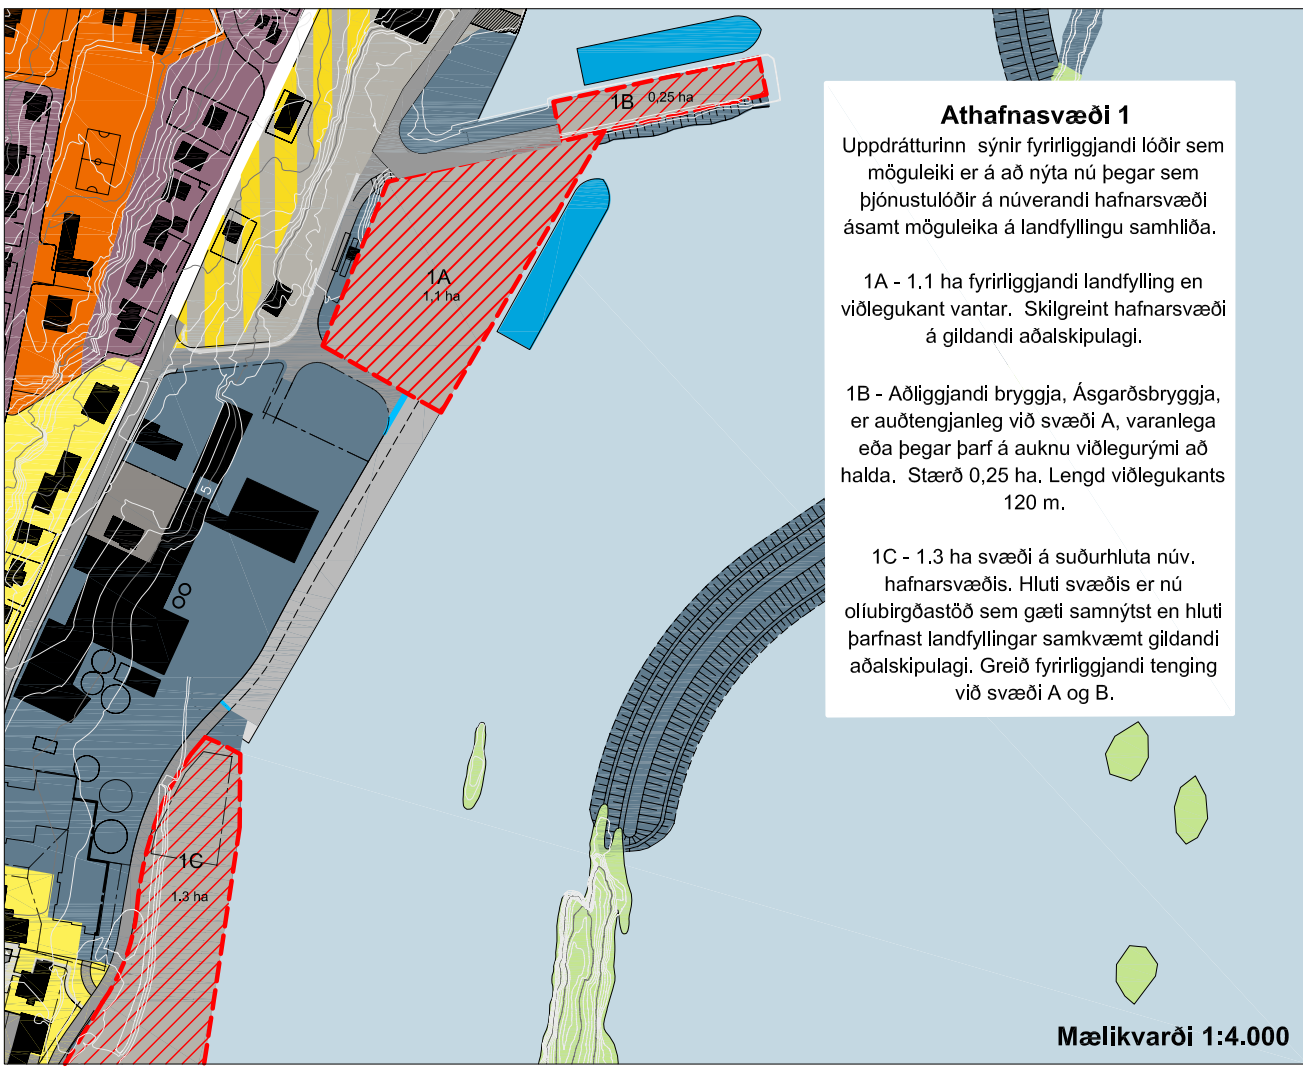 Athafnasvæði 1
Uppdrátturinn sýnir fyrirliggjandi lóðir sem
möguleiki er á að nýta nú þegar sem
þjónustulóðir á núverandi hafnarsvæði
ásamt möguleika á landfyllingu samhliða.
1A - 1.1 ha fyrirliggjandi landfylling en
viðlegukant vantar. Skilgreint hafnarsvæði
á gildandi aðalskipulagi.
1B - Aðliggjandi bryggja, Ásgarðsbryggja,
er auðtengjanleg við svæði A, varanlega
eða þegar þarf á auknu viðlegurými að
halda. Stærð 0,25 ha. Lengd viðlegukants
120 m.
1C - 1.3 ha svæði á suðurhluta núv.
hafnarsvæðis. Hluti svæðis er nú
olíubirgðastöð sem gæti samnýtst en hluti
þarfnast landfyllingar samkvæmt gildandi
aðalskipulagi. Greið fyrirliggjandi tenging
við svæði A og B.
1B 0,25 ha
1A
1,1 ha
5
1C
1.3 ha
Mælikvarði 1:4.000